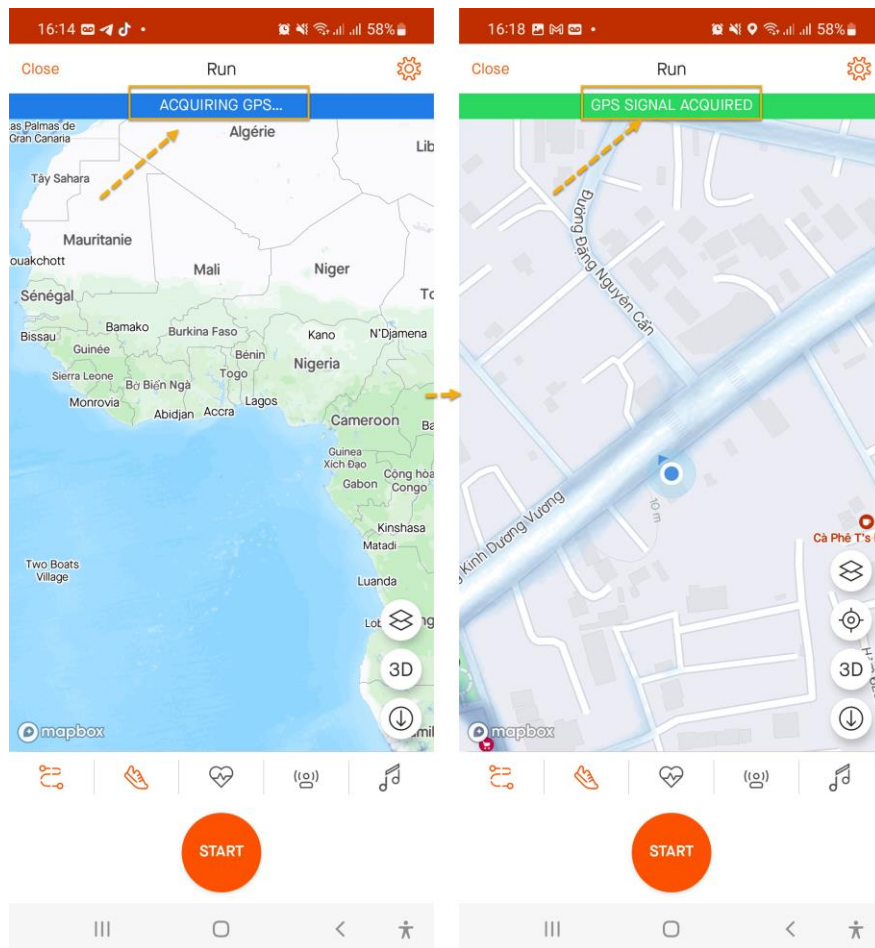 16:14
58%
Close
Run
ACQUIRING GPS...
as Palmas de
Gran Canaria
Algérie
Lib
Tây Sahara
Mauritanie
ouakchott
Mali
Niger
Sénégal
Bamako
Burkina Faso
Kano
N'Djamena
Bissau
Guinée
Bénin
Nigeria
Sierra Leone
Bờ Biển Ngà
Togo
Monrovia
Abidjan
Accra
Lagos
Cameroon
Ba
Guinea
Xích Đạo
Gabon
Cộng hòa
Congo
Kinshasa
Matadi
Two Boats
Village
Luanda
Lob
ng
3D
mapbox
mil
START
16:18
58%
Close
Run
GPS SIGNAL ACQUIRED
Đường Đặng Nguyên Cẩn
10 m
Kinh Dương Vương
Cà Phê T's
3D
mapbox
START